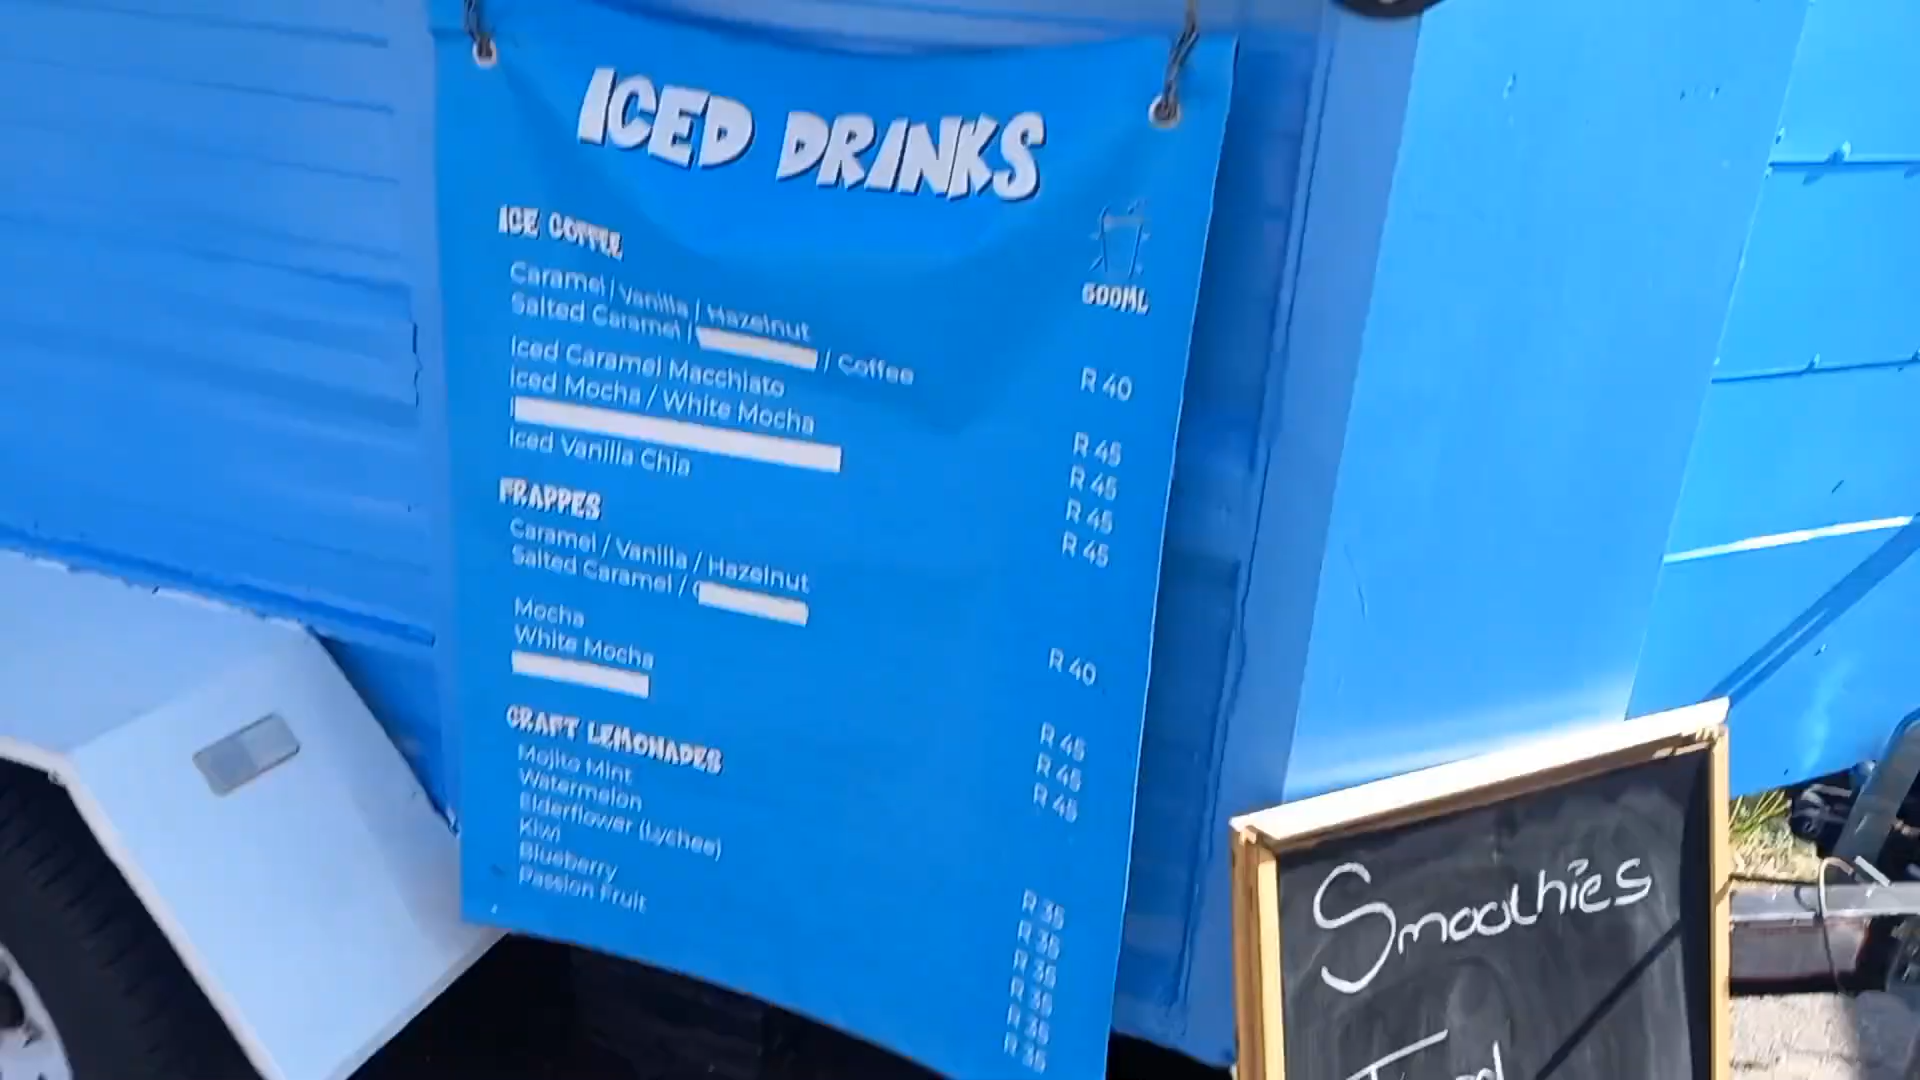 ICED DRINKS
ICE COFFEE
500ML
Caramel / Vanilla / Hazelnut
Salted Caramel / / Coffee R 40
Iced Caramel Macchiato R 45
Iced Mocha / White Mocha R 45
R 45
Iced Vanilla Chia R 45
FRAPPES
Caramel / Vanilla / Hazelnut
Salted Caramel / R 40
Mocha R 45
White Mocha R 45
R 45
CRAFT LEMONADES
Mojito Mint R 35
Watermelon R 35
Elderflower (Lychee) R 35
Kiwi R 35
Blueberry R 35
Passion Fruit R 35
Smoothies